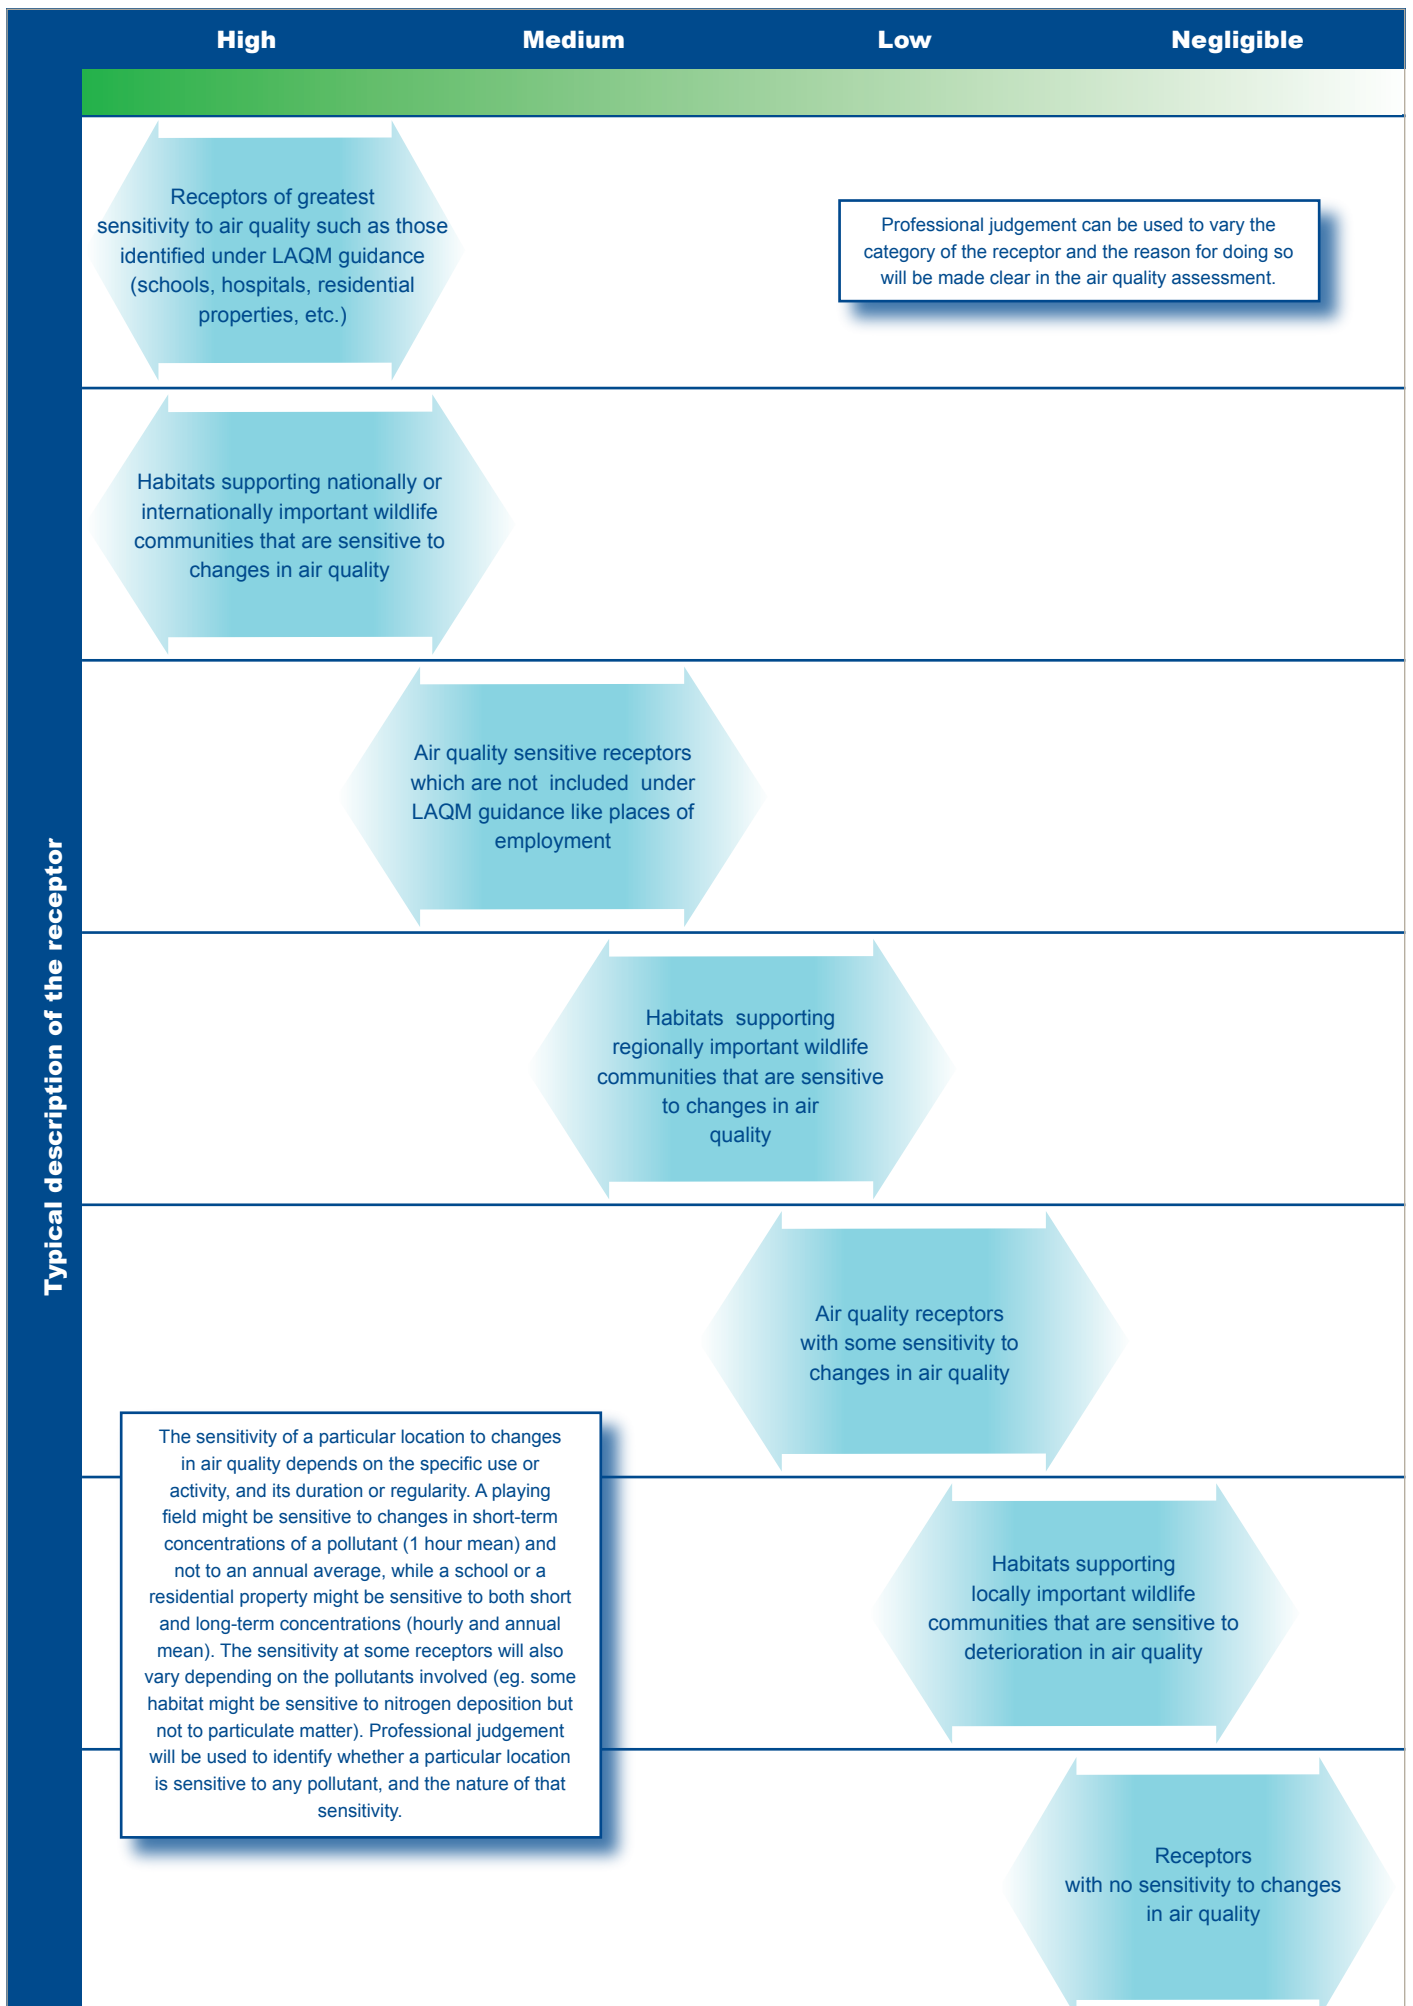 High
Medium
Low
Negligible
Typical description of the receptor
Receptors of greatest
sensitivity to air quality such as those
identified under LAQM guidance
(schools, hospitals, residential
properties, etc.)
Professional judgement can be used to vary the
category of the receptor and the reason for doing so
will be made clear in the air quality assessment.
Habitats supporting nationally or
internationally important wildlife
communities that are sensitive to
changes in air quality
Air quality sensitive receptors
which are not included under
LAQM guidance like places of
employment
Habitats supporting
regionally important wildlife
communities that are sensitive
to changes in air
quality
Air quality receptors
with some sensitivity to
changes in air quality
The sensitivity of a particular location to changes
in air quality depends on the specific use or
activity, and its duration or regularity. A playing
field might be sensitive to changes in short-term
concentrations of a pollutant (1 hour mean) and
not to an annual average, while a school or a
residential property might be sensitive to both short
and long-term concentrations (hourly and annual
mean). The sensitivity at some receptors will also
vary depending on the pollutants involved (eg. some
habitat might be sensitive to nitrogen deposition but
not to particulate matter). Professional judgement
will be used to identify whether a particular location
is sensitive to any pollutant, and the nature of that
sensitivity.
Habitats supporting
locally important wildlife
communities that are sensitive to
deterioration in air quality
Receptors
with no sensitivity to changes
in air quality